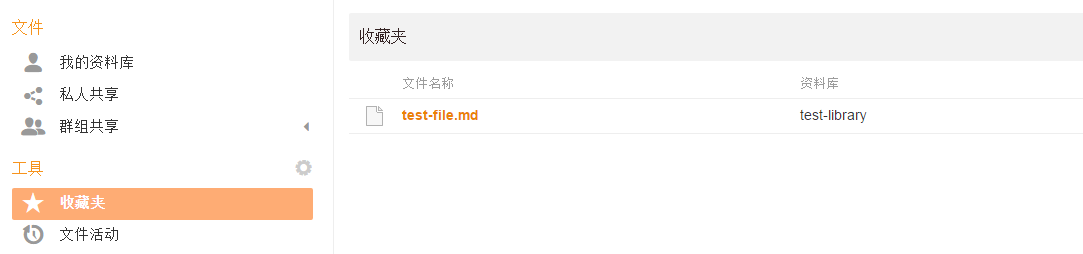 文件
我的资料库
私人共享
群组共享
工具
收藏夹
文件活动
收藏夹
文件名称 资料库
test-file.md test-library